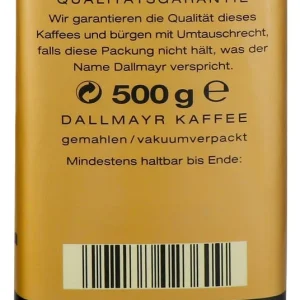 QUALITÄTSGARANTIE
Wir garantieren die Qualität dieses
Kaffees und bürgen mit Umtauschrecht,
falls diese Packung nicht hält, was der
Name Dallmayr verspricht.
500 g ℮
DALLMAYR KAFFEE
gemahlen/vakuumverpackt
Mindestens haltbar bis Ende: